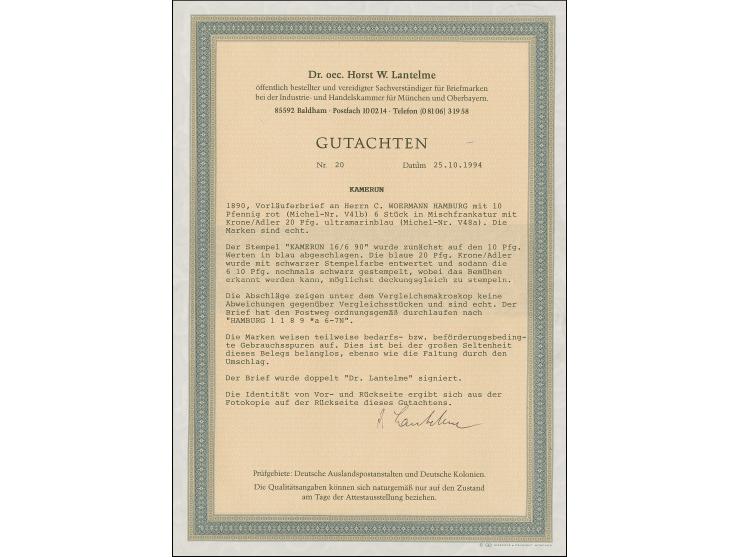 Dr. oec. Horst W. Lantelme
öffentlich bestellter und vereidigter Sachverständiger für Briefmarken
bei der Industrie- und Handelskammer für München und Oberbayern.
85592 Baldham · Postfach 10 02 14 · Telefon (0 81 06) 3 19 58
GUTACHTEN
Nr. 20 Datum 25.10.1994
KAMERUN
1890, Vorläuferbrief an Herrn C. WOERMANN HAMBURG mit 10
Pfennig rot (Michel-Nr. V41b) 6 Stück in Mischfrankatur mit
Krone/Adler 20 Pfg. ultramarinblau (Michel-Nr. V48a). Die
Marken sind echt.
Der Stempel "KAMERUN 16/6 90" wurde zunächst auf den 10 Pfg.
Werten in blau abgeschlagen. Die blaue 20 Pfg. Krone/Adler
wurde mit schwarzer Stempelfarbe entwertet und sodann die
6 10 Pfg. nochmals schwarz gestempelt, wobei das Bemühen
erkannt werden kann, möglichst deckungsgleich zu stempeln.
Die Abschläge zeigen unter dem Vergleichsmakroskop keine
Abweichungen gegenüber Vergleichsstücken und sind echt. Der
Brief hat den Postweg ordnungsgemäß durchlaufen nach
"HAMBURG 1 1 8 9 *a 6-7N".
Die Marken weisen teilweise bedarfs- bzw. beförderungsbeding-
te Gebrauchsspuren auf. Dies ist bei der großen Seltenheit
dieses Belegs belanglos, ebenso wie die Faltung durch den
Umschlag.
Der Brief wurde doppelt "Dr. Lantelme" signiert.
Die Identität von Vor- und Rückseite ergibt sich aus der
Fotokopie auf der Rückseite dieses Gutachtens.
Lantelme
Prüfgebiete: Deutsche Auslandspostanstalten und Deutsche Kolonien.
Die Qualitätsangaben können sich naturgemäß nur auf den Zustand
am Tage der Attestausstellung beziehen.